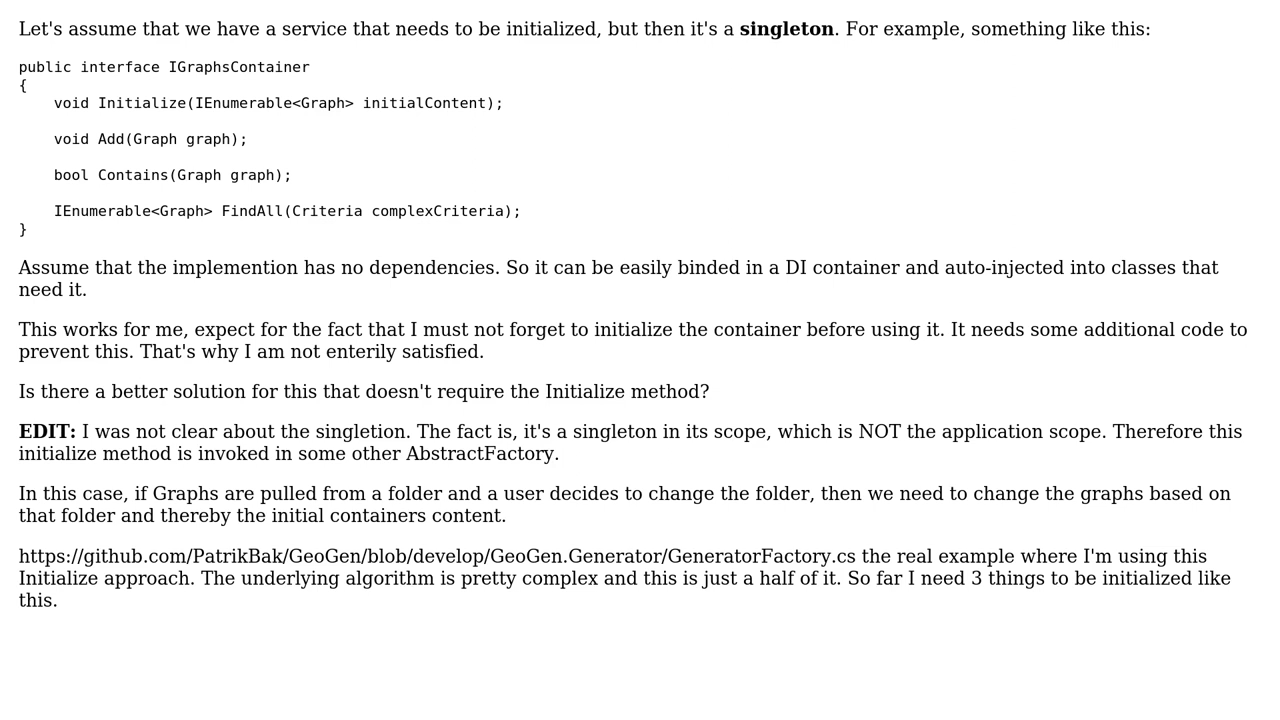 Let's assume that we have a service that needs to be initialized, but then it's a singleton. For example, something like this:
public interface IGraphsContainer
{
    void Initialize(IEnumerable<Graph> initialContent);
    void Add(Graph graph);
    bool Contains(Graph graph);
    IEnumerable<Graph> FindAll(Criteria complexCriteria);
}
Assume that the implemention has no dependencies. So it can be easily binded in a DI container and auto-injected into classes that
need it.
This works for me, expect for the fact that I must not forget to initialize the container before using it. It needs some additional code to
prevent this. That's why I am not enterily satisfied.
Is there a better solution for this that doesn't require the Initialize method?
EDIT: I was not clear about the singletion. The fact is, it's a singleton in its scope, which is NOT the application scope. Therefore this
initialize method is invoked in some other AbstractFactory.
In this case, if Graphs are pulled from a folder and a user decides to change the folder, then we need to change the graphs based on
that folder and thereby the initial containers content.
https://github.com/PatrikBak/GeoGen/blob/develop/GeoGen.Generator/GeneratorFactory.cs the real example where I'm using this
Initialize approach. The underlying algorithm is pretty complex and this is just a half of it. So far I need 3 things to be initialized like
this.